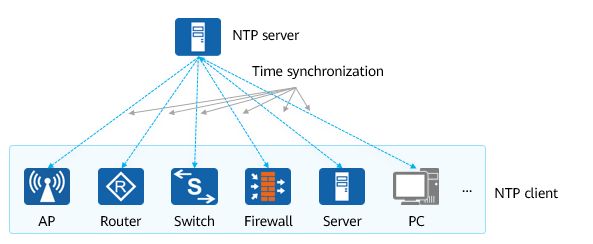 NTP server
Time synchronization
R
S
...
NTP client
AP
Router
Switch
Firewall
Server
PC